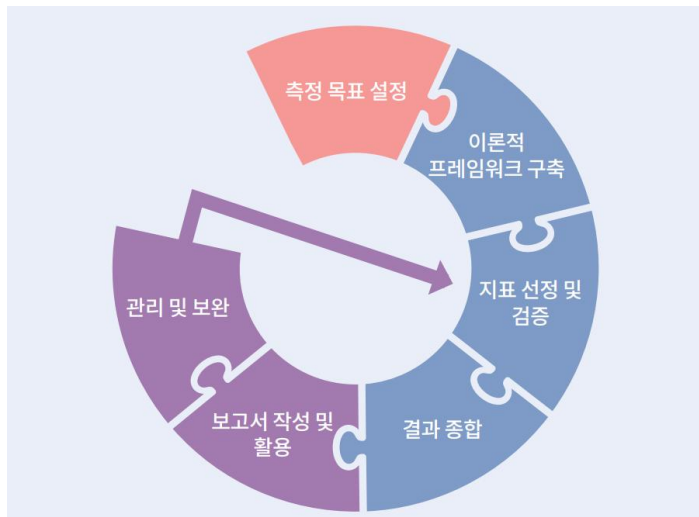 측정 목표 설정
이론적
프레임워크 구축
지표 선정 및
검증
결과 종합
보고서 작성 및
활용
관리 및 보완